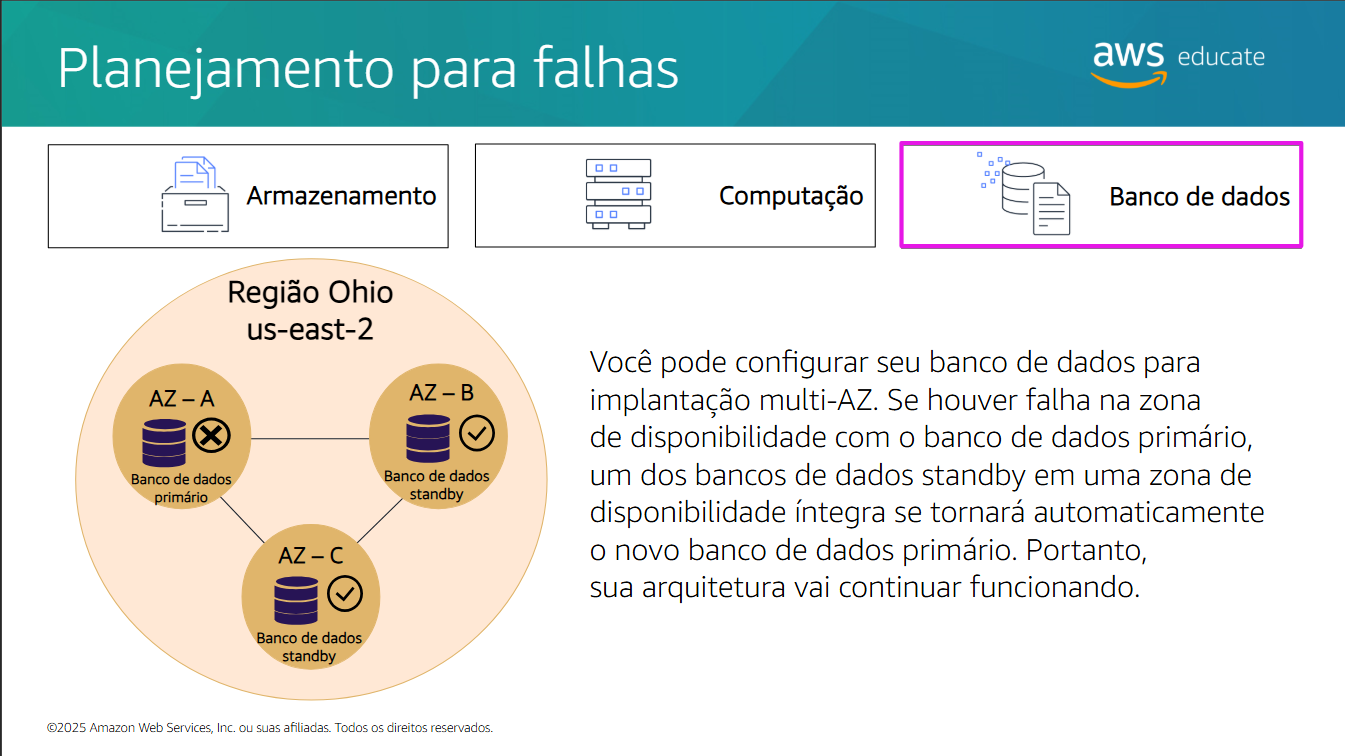 Planejamento para falhas
aws educate
Armazenamento
Computação
Banco de dados
Região Ohio
us-east-2
AZ – A
Banco de dados
primário
AZ – B
Banco de dados
standby
AZ – C
Banco de dados
standby
Você pode configurar seu banco de dados para
implantação multi-AZ. Se houver falha na zona
de disponibilidade com o banco de dados primário,
um dos bancos de dados standby em uma zona de
disponibilidade íntegra se tornará automaticamente
o novo banco de dados primário. Portanto,
sua arquitetura vai continuar funcionando.
©2025 Amazon Web Services, Inc. ou suas afiliadas. Todos os direitos reservados.